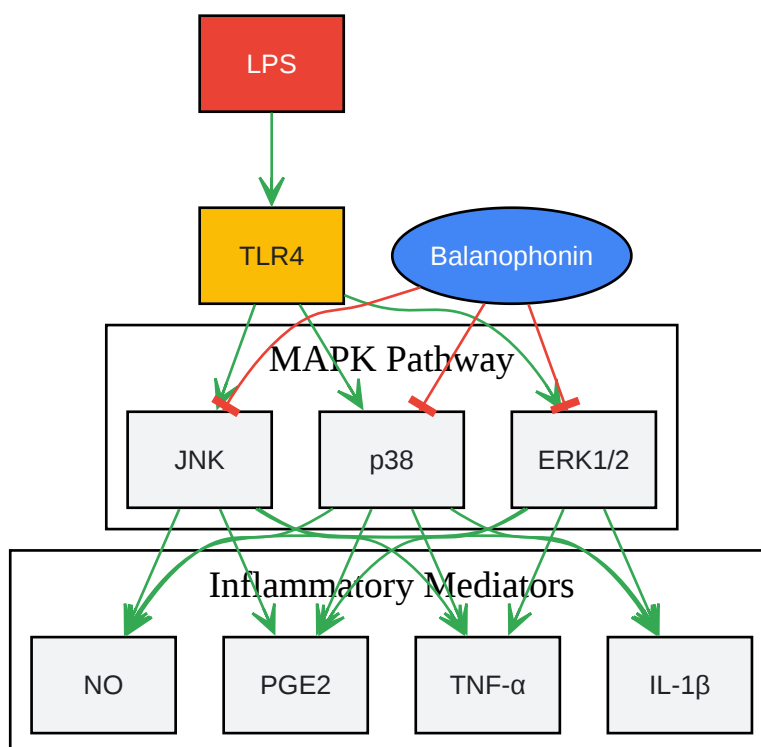 LPS
TLR4
Balanophonin
MAPK Pathway
JNK
p38
ERK1/2
Inflammatory Mediators
NO
PGE2
TNF-α
IL-1β